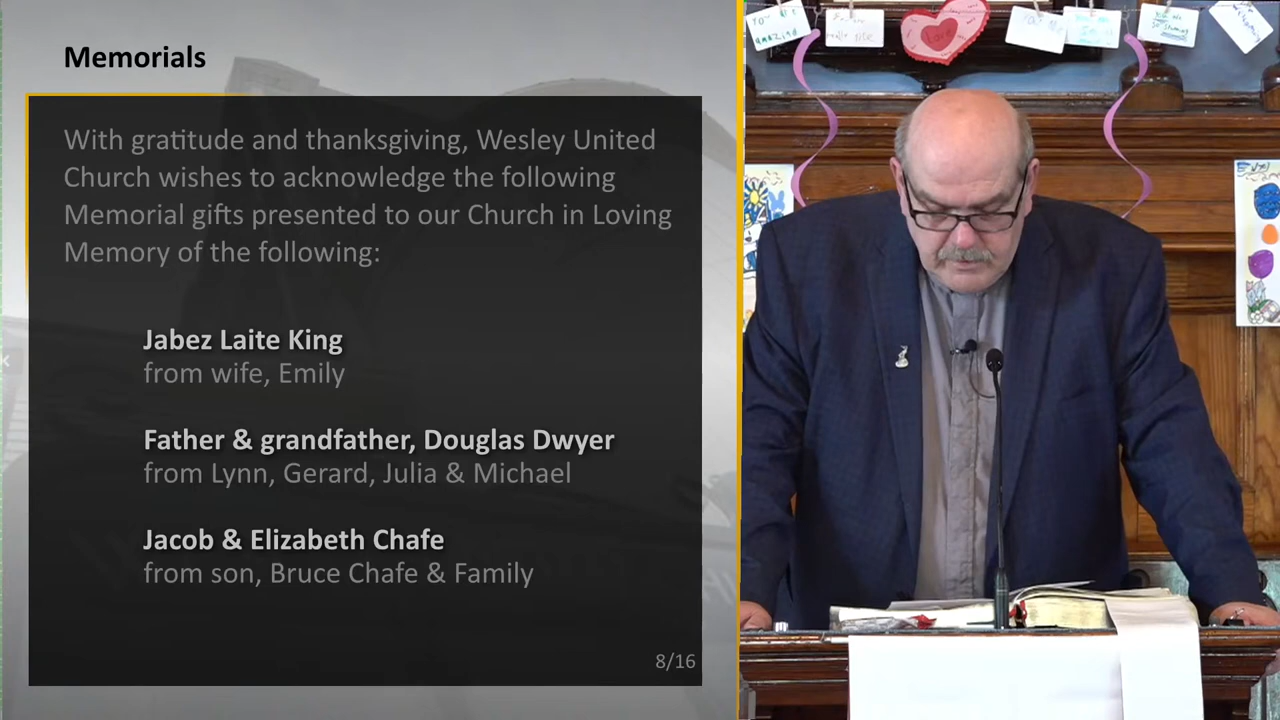 Memorials
With gratitude and thanksgiving, Wesley United
Church wishes to acknowledge the following
Memorial gifts presented to our Church in Loving
Memory of the following:
Jabez Laite King
from wife, Emily
Father & grandfather, Douglas Dwyer
from Lynn, Gerard, Julia & Michael
Jacob & Elizabeth Chafe
from son, Bruce Chafe & Family
8/16